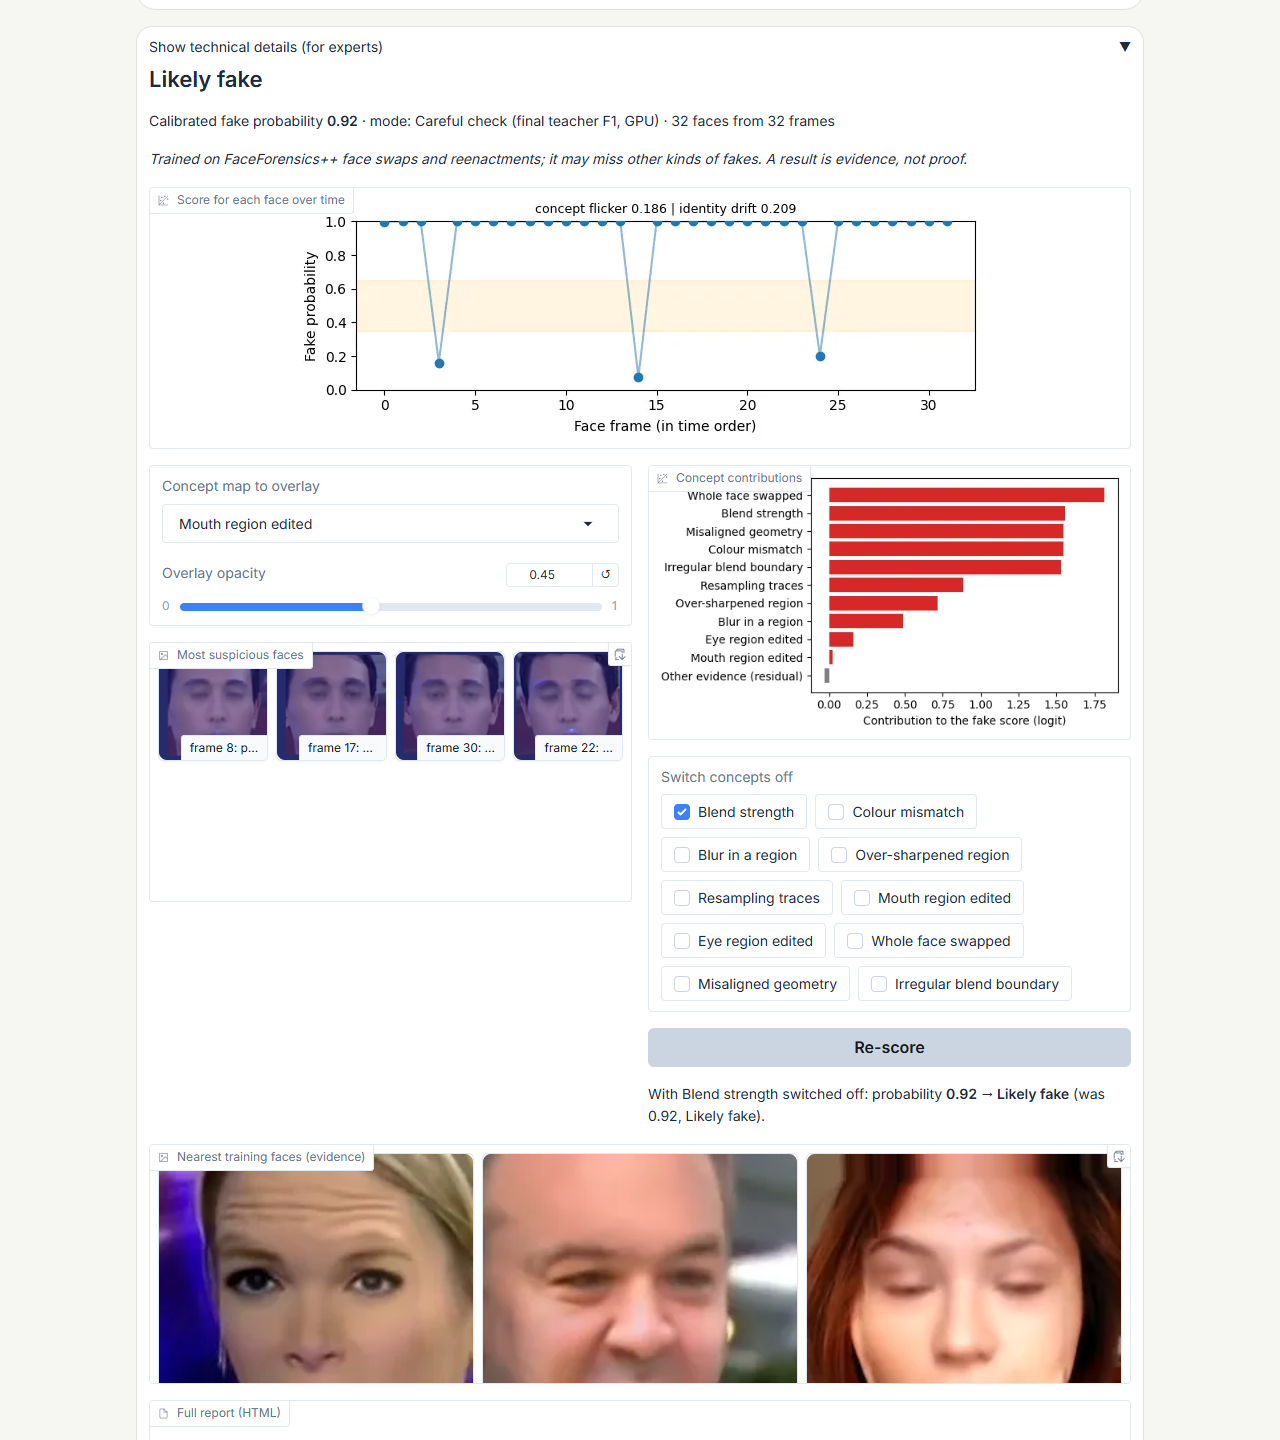 Show technical details (for experts) ▼
Likely fake
Calibrated fake probability 0.92 · mode: Careful check (final teacher F1, GPU) · 32 faces from 32 frames
Trained on FaceForensics++ face swaps and reenactments; it may miss other kinds of fakes. A result is evidence, not proof.
Score for each face over time
concept flicker 0.186 | identity drift 0.209
Fake probability
1.0
0.8
0.6
0.4
0.2
0.0
0 5 10 15 20 25 30
Face frame (in time order)
Concept map to overlay
Mouth region edited
Overlay opacity
0.45
↺
0
1
Most suspicious faces
frame 8: p...
frame 17: ...
frame 30: ...
frame 22: ...
Concept contributions
Whole face swapped
Blend strength
Misaligned geometry
Colour mismatch
Irregular blend boundary
Resampling traces
Over-sharpened region
Blur in a region
Eye region edited
Mouth region edited
Other evidence (residual)
0.00 0.25 0.50 0.75 1.00 1.25 1.50 1.75
Contribution to the fake score (logit)
Switch concepts off
Blend strength
Colour mismatch
Blur in a region
Over-sharpened region
Resampling traces
Mouth region edited
Eye region edited
Whole face swapped
Misaligned geometry
Irregular blend boundary
Re-score
With Blend strength switched off: probability 0.92 → Likely fake (was
0.92, Likely fake).
Nearest training faces (evidence)
Full report (HTML)